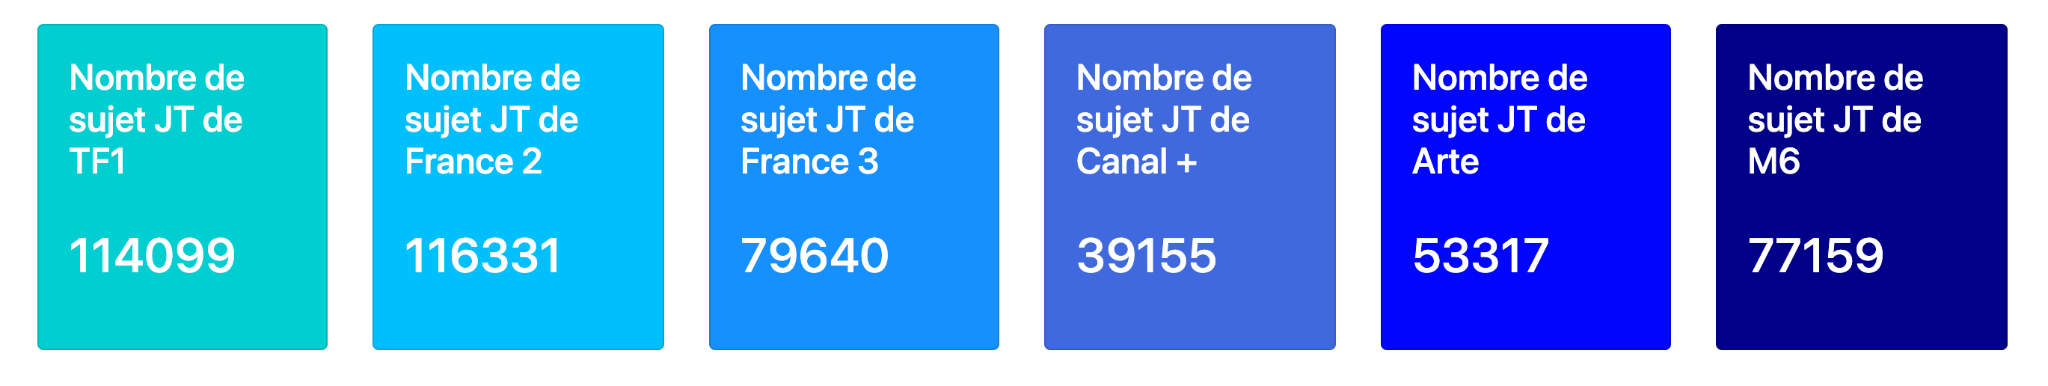 Nombre de
sujet JT de
TF1
114099
Nombre de
sujet JT de
France 2
116331
Nombre de
sujet JT de
France 3
79640
Nombre de
sujet JT de
Canal +
39155
Nombre de
sujet JT de
Arte
53317
Nombre de
sujet JT de
M6
77159